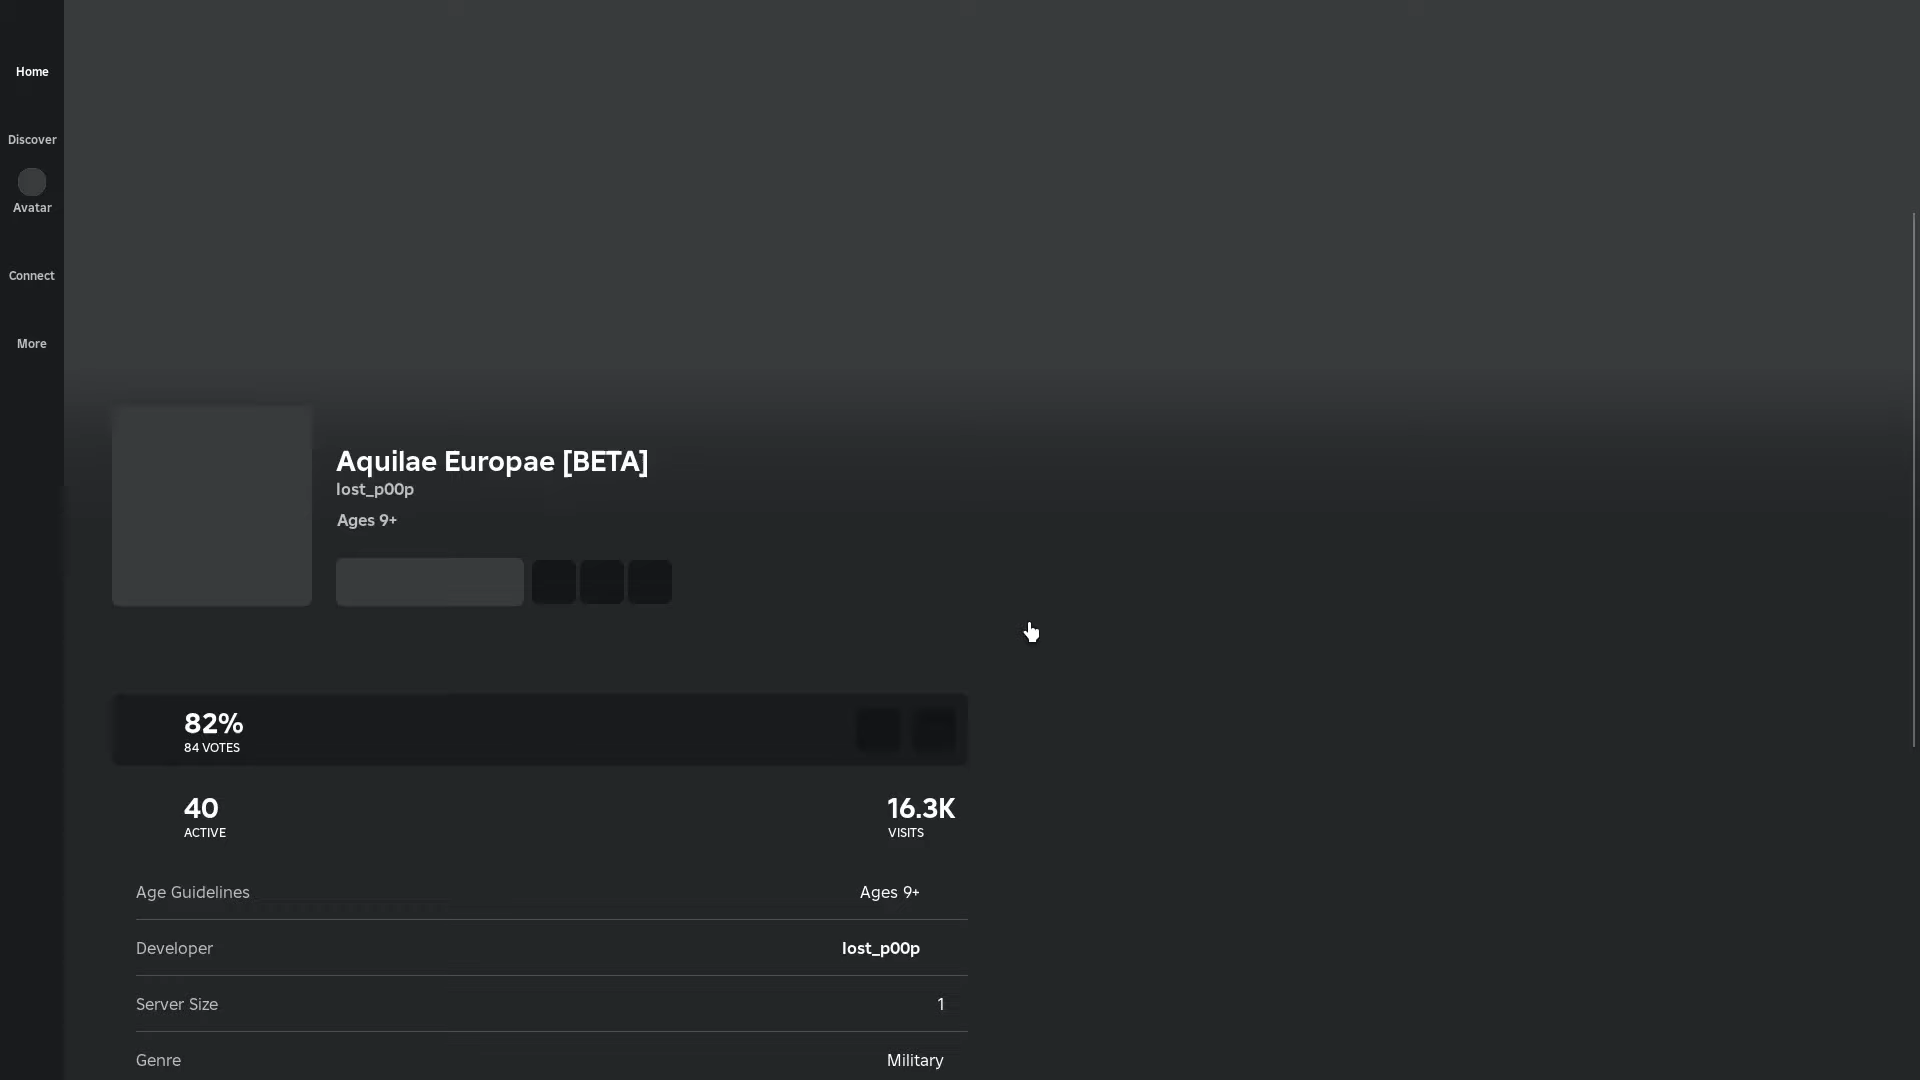 Home
Discover
Avatar
Connect
More
Aquilae Europae [BETA]
lost_p00p
Ages 9+
82%
84 VOTES
40
ACTIVE
16.3K
VISITS
Age Guidelines
Ages 9+
Developer
lost_p00p
Server Size
1
Genre
Military